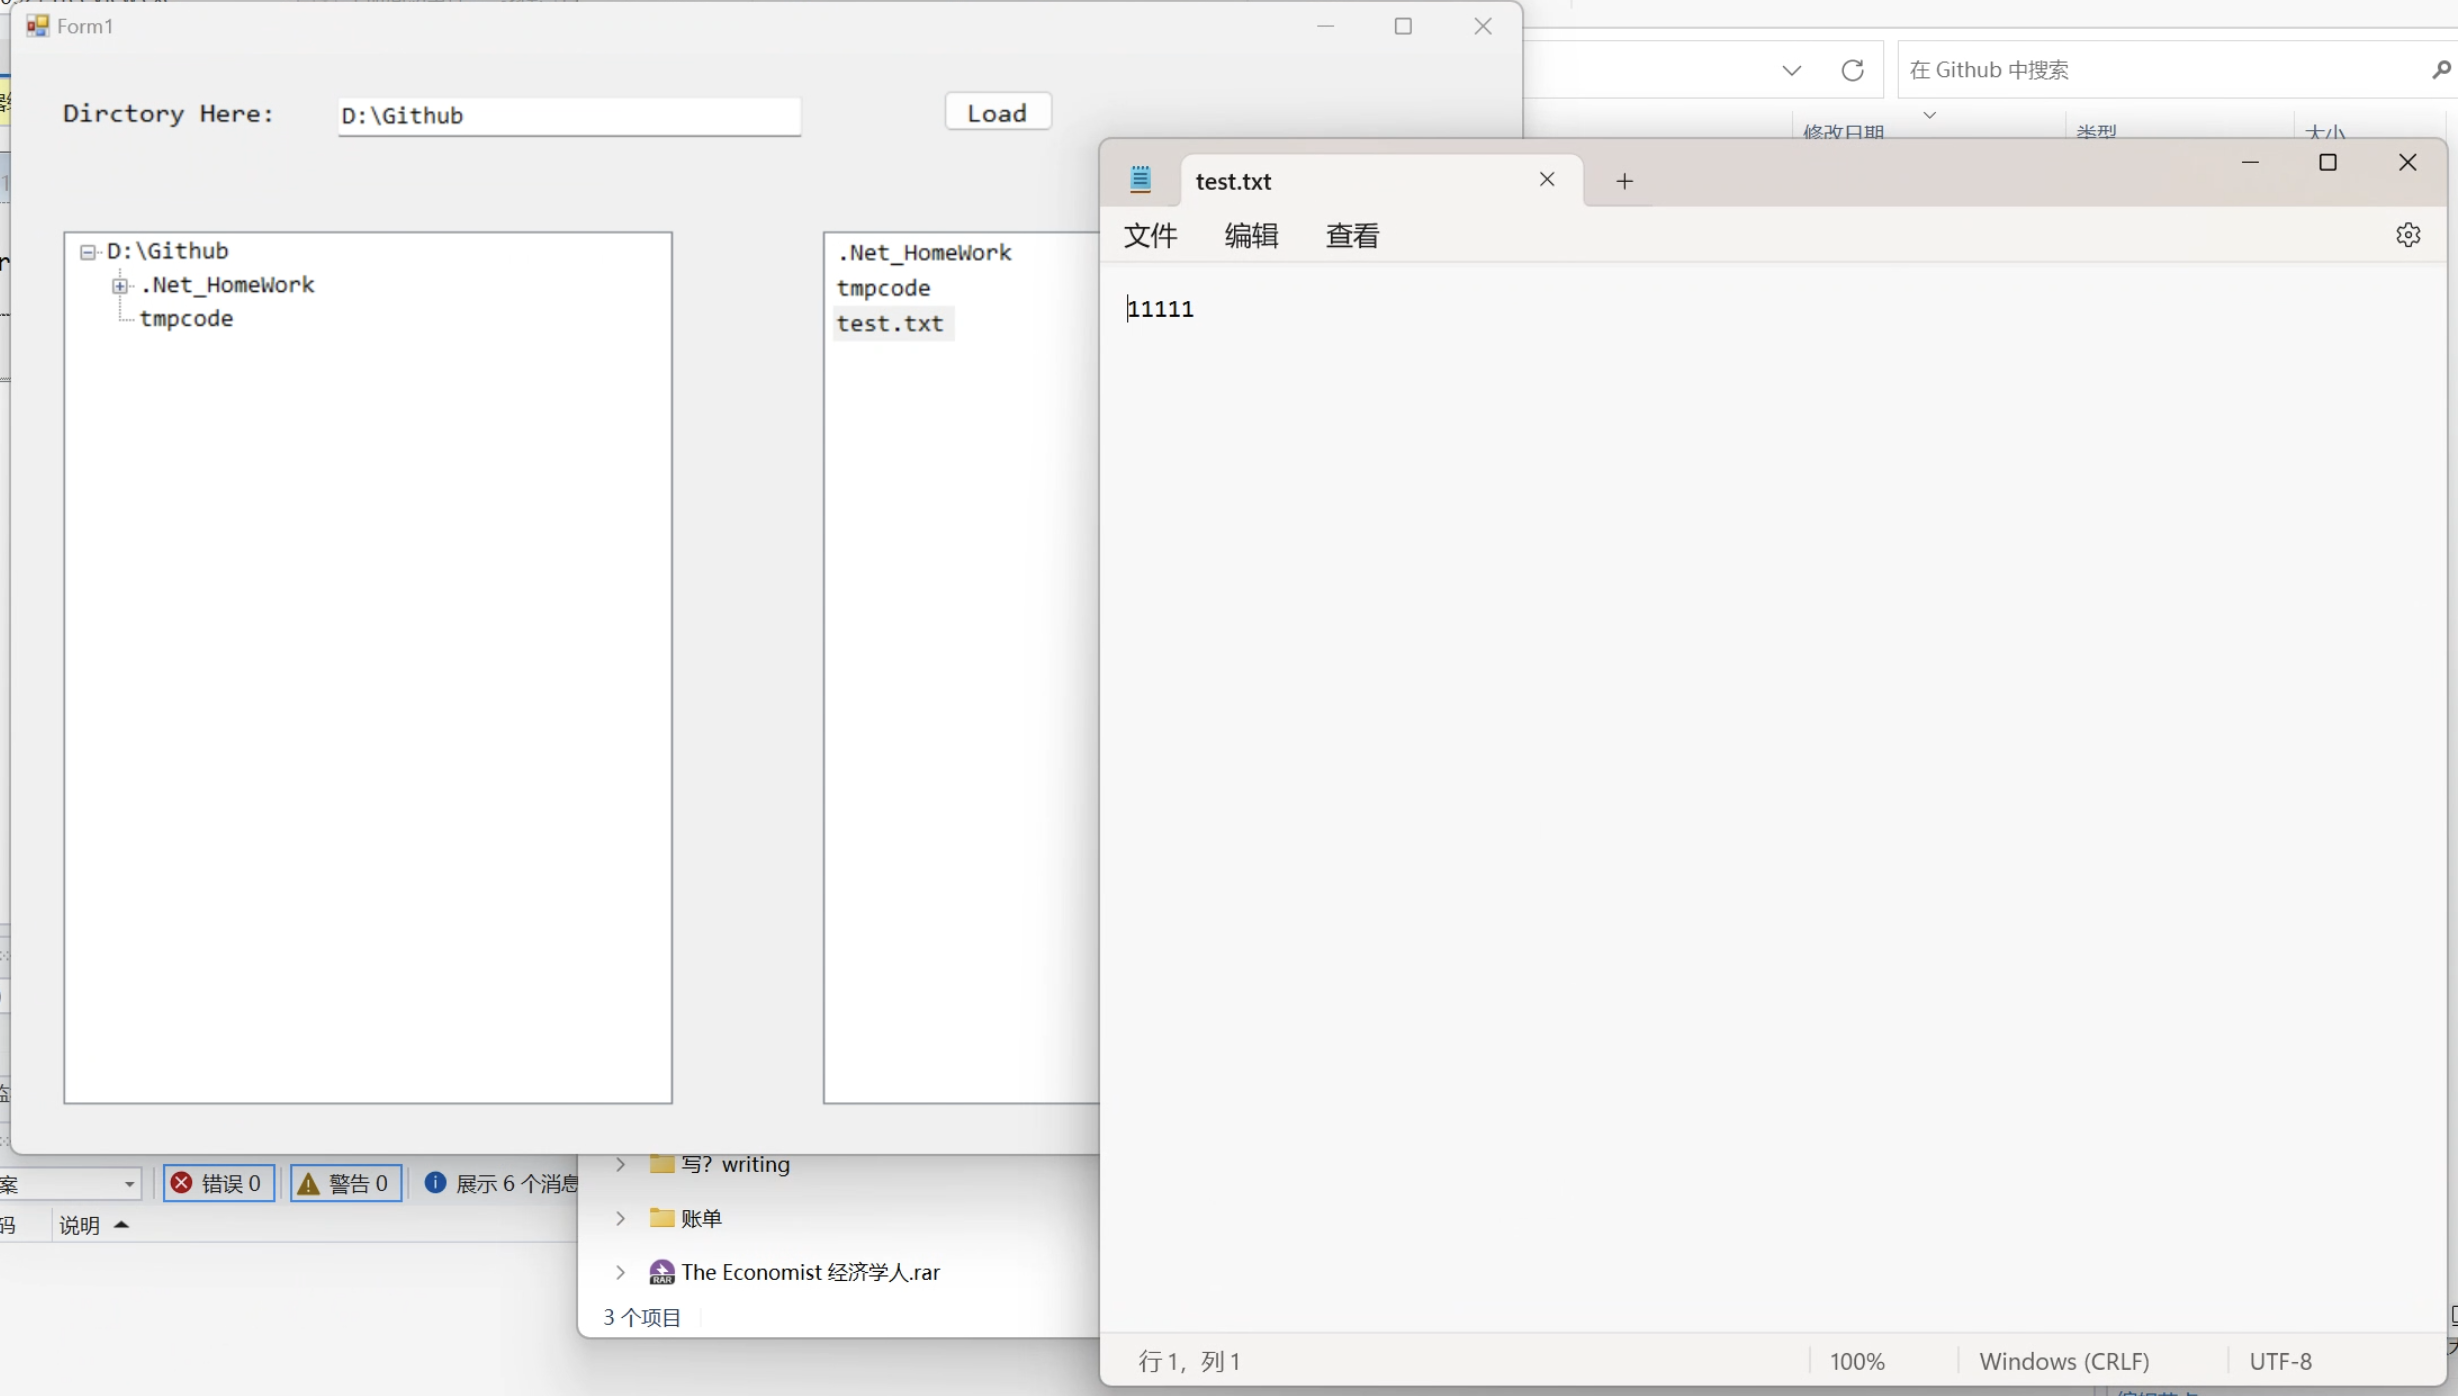 Form1
Dirctory Here:
D:\Github
Load
D:\Github
.Net_HomeWork
tmpcode
.Net_HomeWork
tmpcode
test.txt
在 Github 中搜索
修改日期
类型
大小
test.txt
文件
编辑
查看
11111
行 1，列 1
100%
Windows (CRLF)
UTF-8
写? writing
账单
The Economist 经济学人.rar
RAR
3 个项目
案
错误 0
警告 0
展示 6 个消息
码
说明